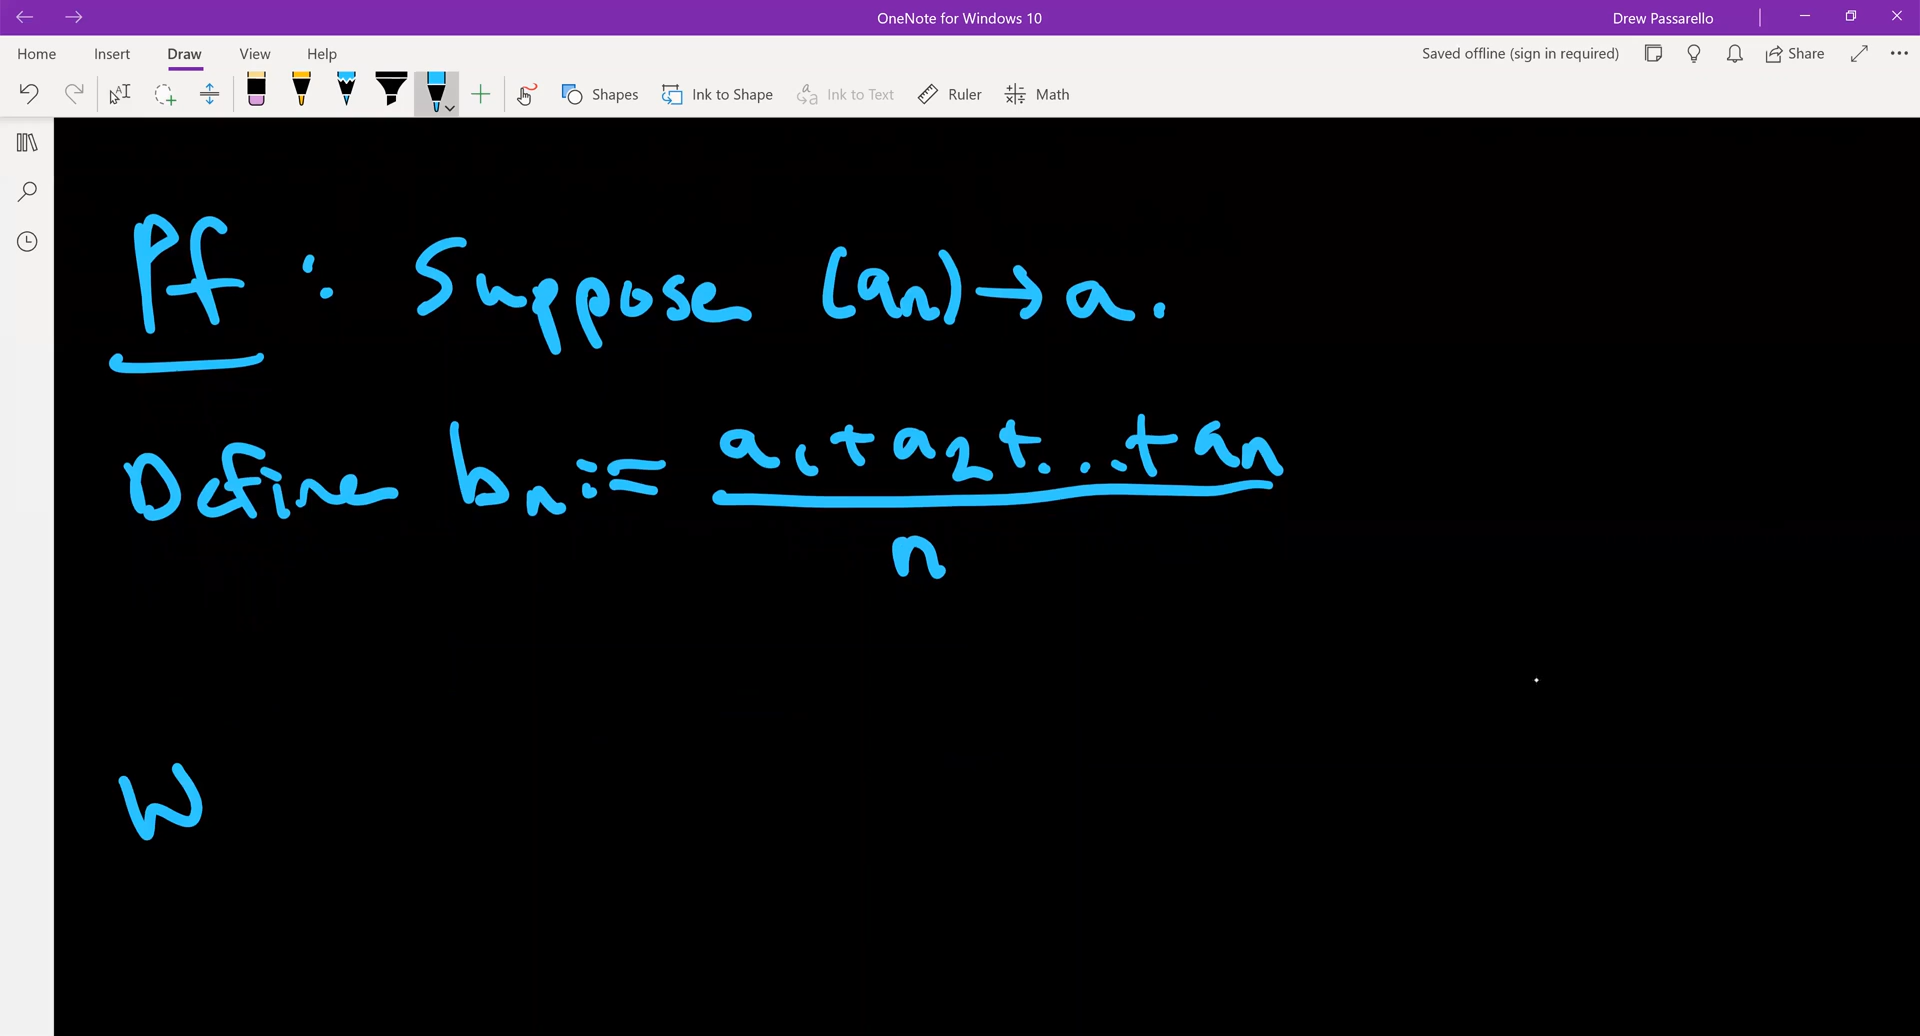 OneNote for Windows 10
Drew Passarello
Home Insert Draw View Help
Saved offline (sign in required) Share
Shapes Ink to Shape Ink to Text Ruler Math
Pf : Suppose (an) → a.
Define bn := a1 + a2 + ... + an
n
W